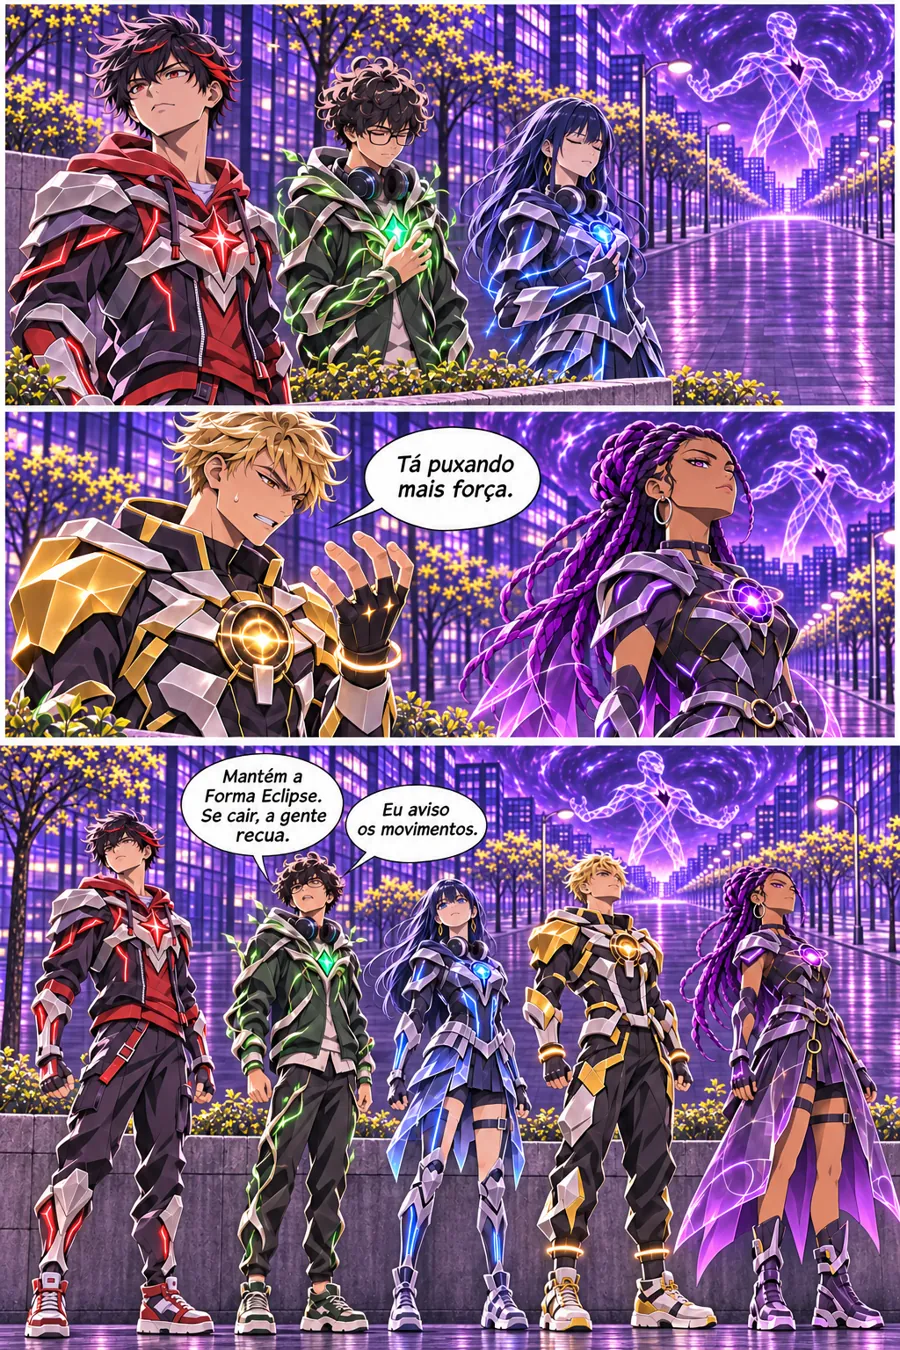 Tá puxando
mais força.
Mantém a
Forma Eclipse.
Se cair, a gente
recua.
Eu aviso
os movimentos.